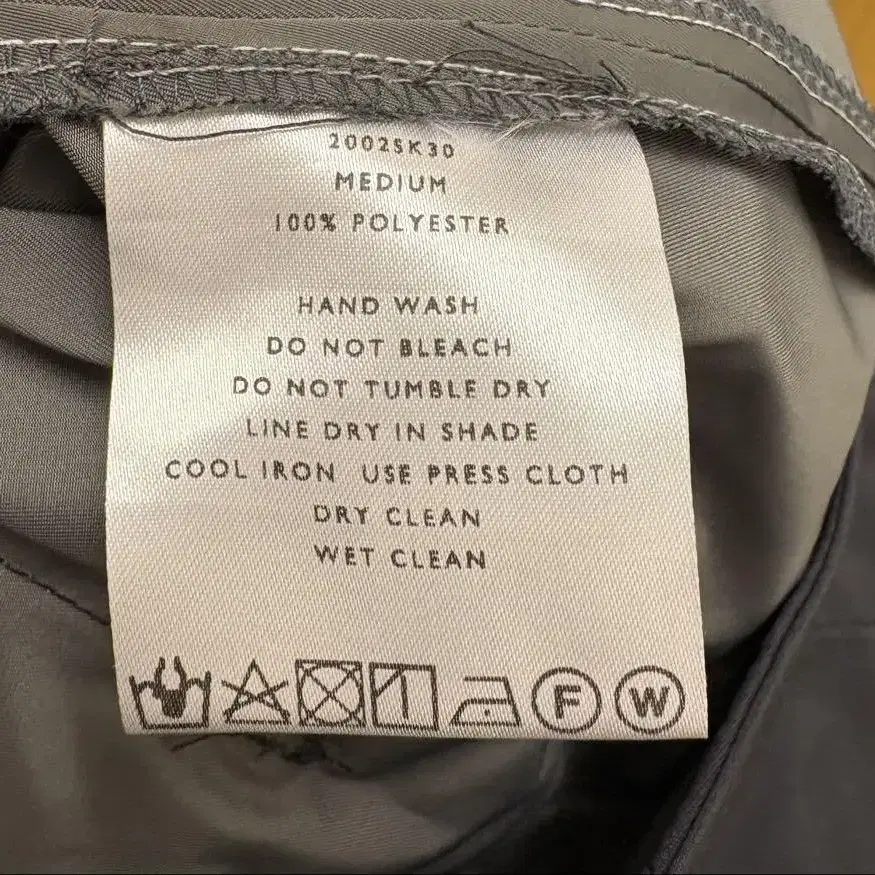 2002SK30
MEDIUM
100% POLYESTER
HAND WASH
DO NOT BLEACH
DO NOT TUMBLE DRY
LINE DRY IN SHADE
COOL IRON USE PRESS CLOTH
DRY CLEAN
WET CLEAN
F W